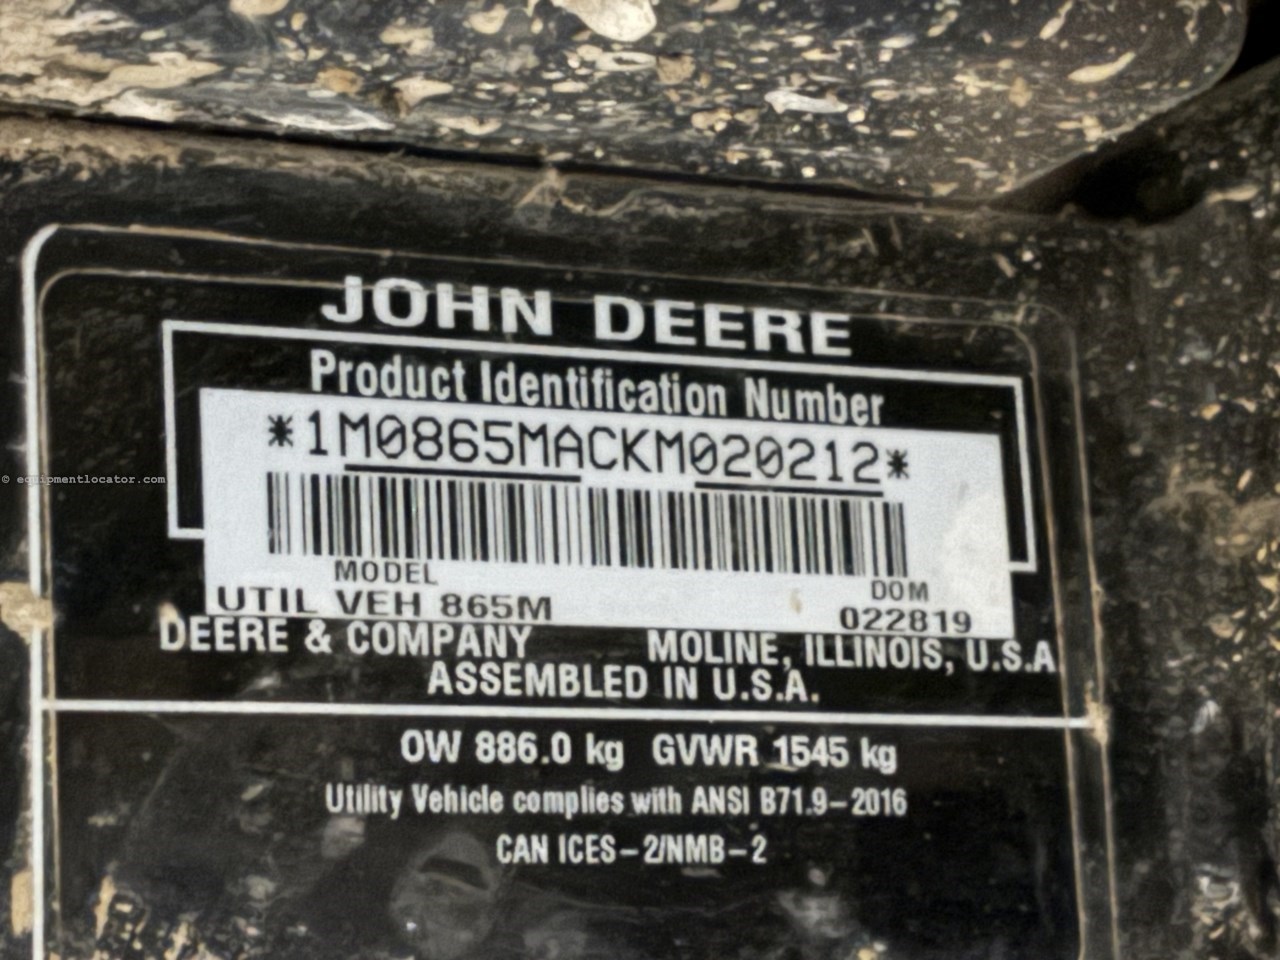 JOHN DEERE
Product Identification Number
*1M0865MACKM020212*
MODEL DOM
UTIL VEH 865M 022819
DEERE & COMPANY MOLINE, ILLINOIS, U.S.A
ASSEMBLED IN U.S.A.
OW 886.0 kg GVWR 1545 kg
Utility Vehicle complies with ANSI B71.9-2016
CAN ICES-2/NMB-2
© equipmentlocator.com